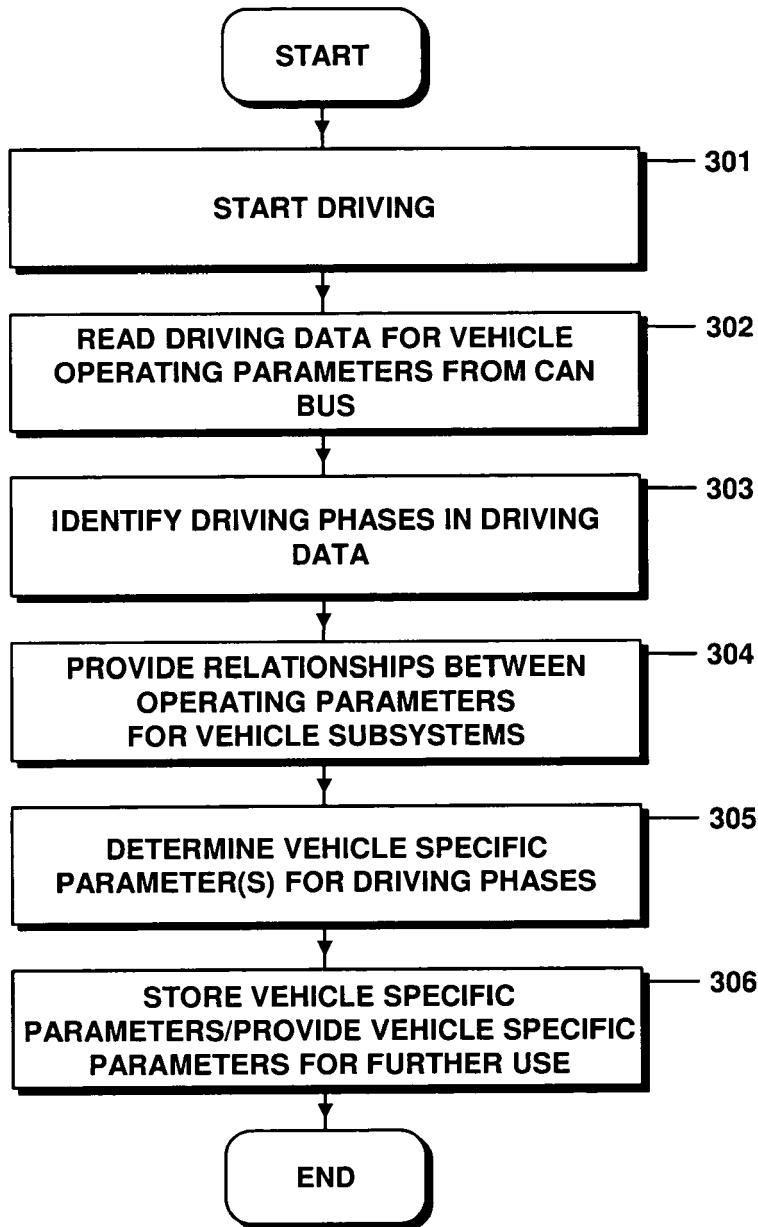 START
START DRIVING
301
READ DRIVING DATA FOR VEHICLE
OPERATING PARAMETERS FROM CAN
BUS
302
IDENTIFY DRIVING PHASES IN DRIVING
DATA
303
PROVIDE RELATIONSHIPS BETWEEN
OPERATING PARAMETERS
FOR VEHICLE SUBSYSTEMS
304
DETERMINE VEHICLE SPECIFIC
PARAMETER(S) FOR DRIVING PHASES
305
STORE VEHICLE SPECIFIC
PARAMETERS/PROVIDE VEHICLE SPECIFIC
PARAMETERS FOR FURTHER USE
306
END